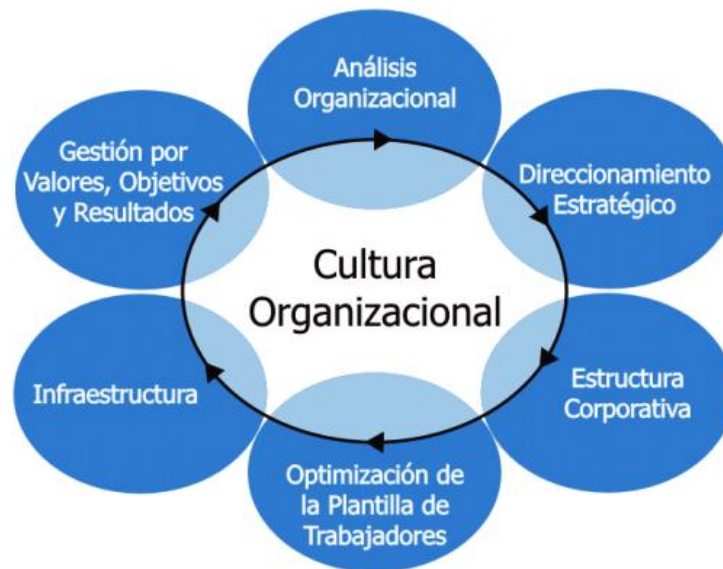 Análisis
Organizacional
Direccionamiento
Estratégico
Estructura
Corporativa
Optimización de
la Plantilla de
Trabajadores
Infraestructura
Gestión por
Valores, Objetivos
y Resultados
Cultura
Organizacional